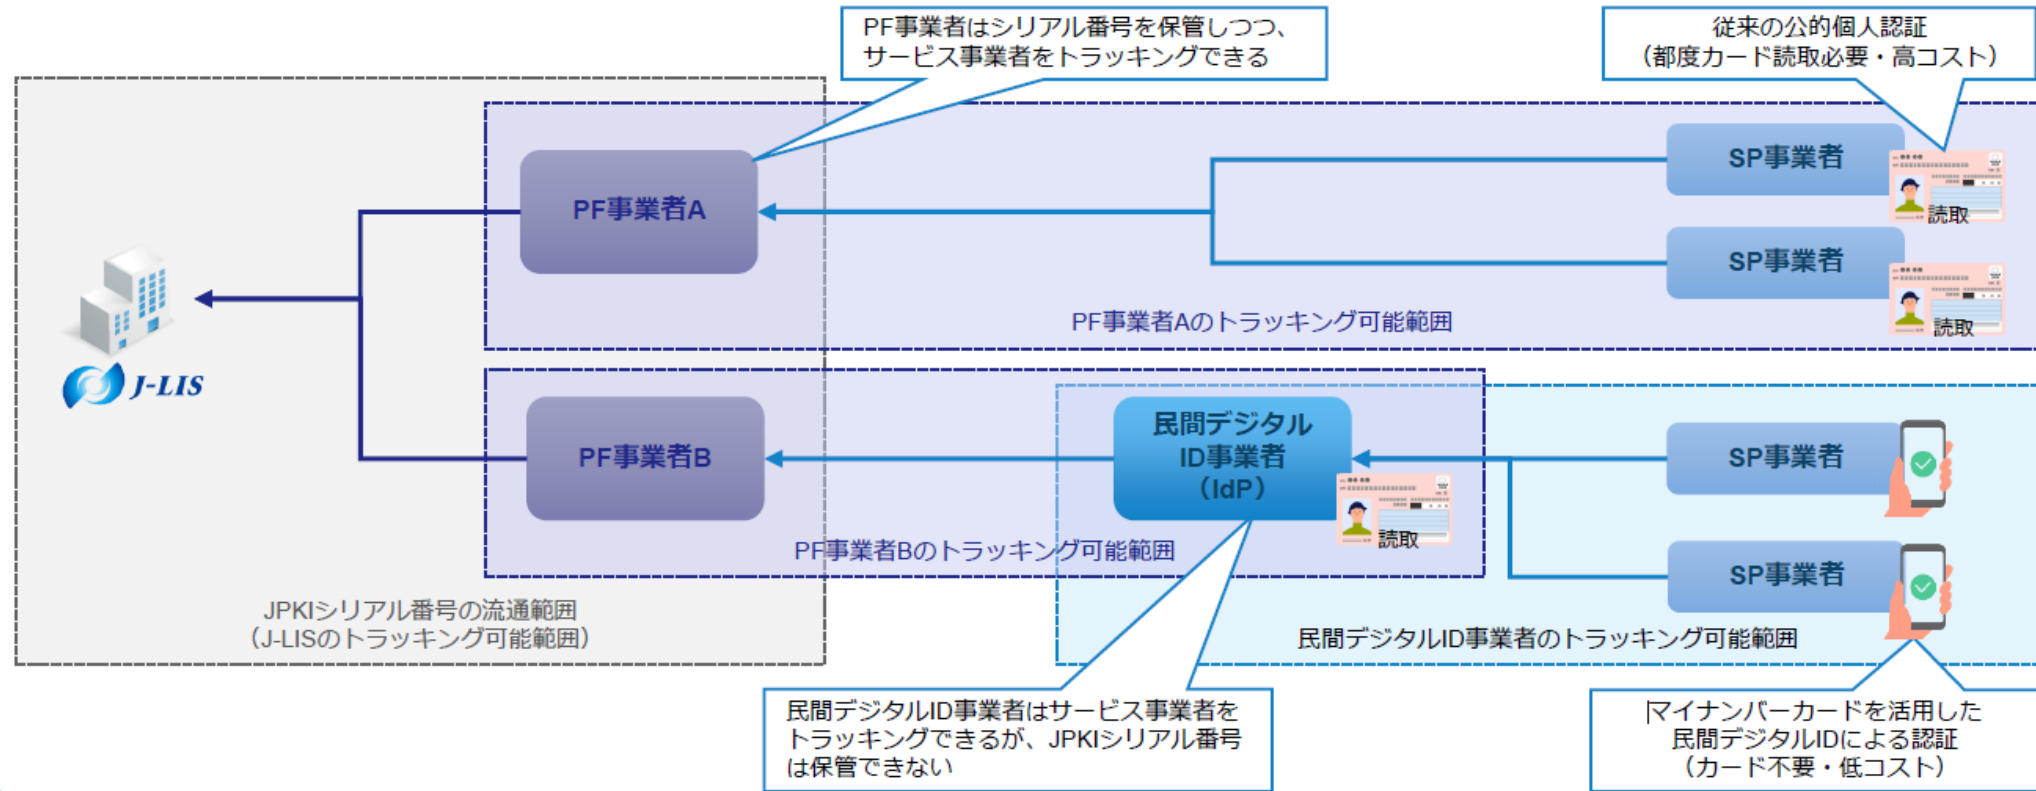 PF事業者はシリアル番号を保管しつつ、
サービス事業者をトラッキングできる
従来の公的個人認証
（都度カード読取必要・高コスト）
PF事業者A
SP事業者
読取
SP事業者
読取
PF事業者Aのトラッキング可能範囲
J-LIS
PF事業者B
民間デジタル
ID事業者
（IdP）
読取
SP事業者
SP事業者
PF事業者Bのトラッキング可能範囲
JPKIシリアル番号の流通範囲
（J-LISのトラッキング可能範囲）
民間デジタルID事業者のトラッキング可能範囲
民間デジタルID事業者はサービス事業者を
トラッキングできるが、JPKIシリアル番号
は保管できない
マイナンバーカードを活用した
民間デジタルIDによる認証
（カード不要・低コスト）